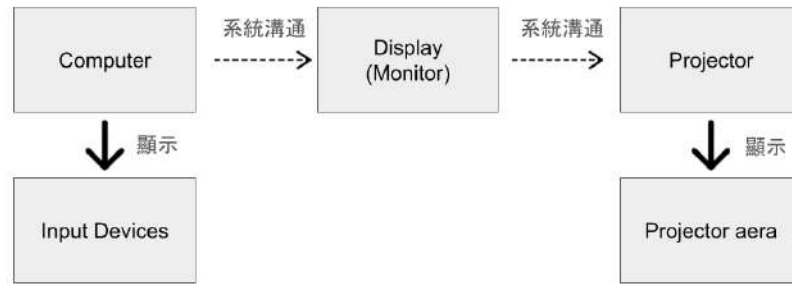 系統溝通
系統溝通
Computer
Display
(Monitor)
Projector
顯示
顯示
Input Devices
Projector aera